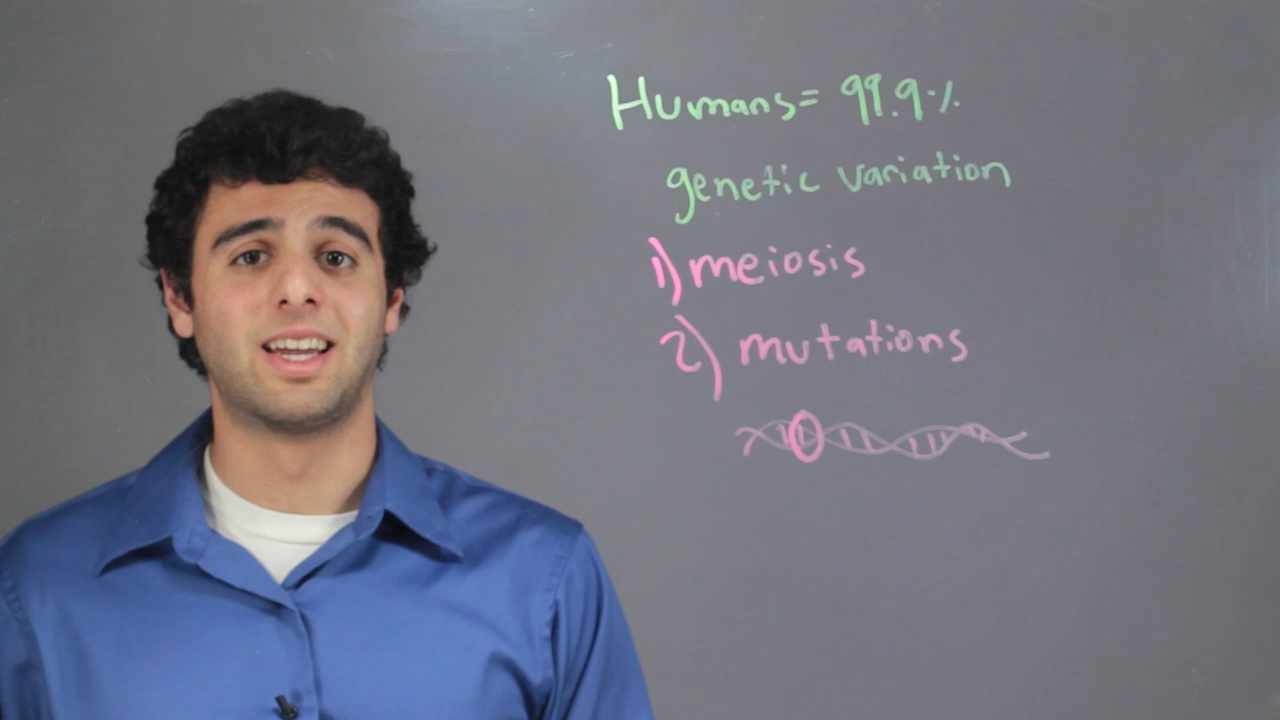 Humans= 99.9%
genetic variation
1) meiosis
2) mutations